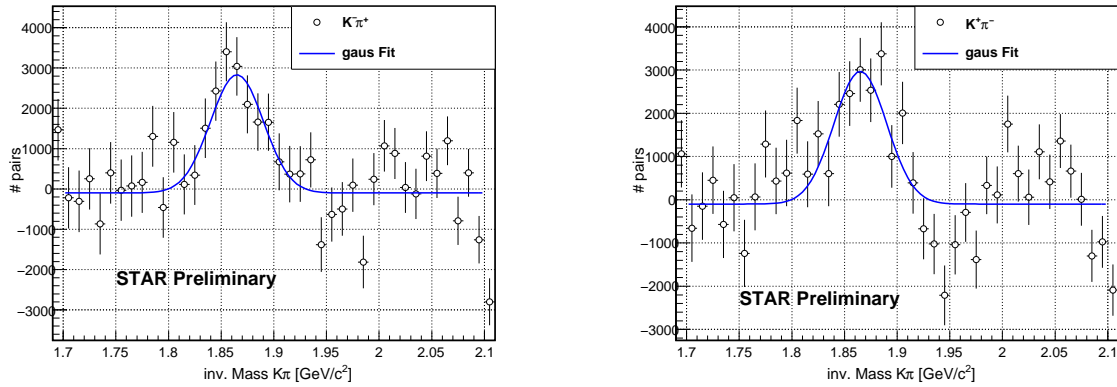 4000
3000
2000
1000
0
-1000
-2000
-3000
# pairs
K⁻π⁺
gaus Fit
STAR Preliminary
1.7 1.75 1.8 1.85 1.9 1.95 2 2.05 2.1
inv. Mass Kπ [GeV/c²]
4000
3000
2000
1000
0
-1000
-2000
-3000
# pairs
K⁺π⁻
gaus Fit
STAR Preliminary
1.7 1.75 1.8 1.85 1.9 1.95 2 2.05 2.1
inv. Mass Kπ [GeV/c²]